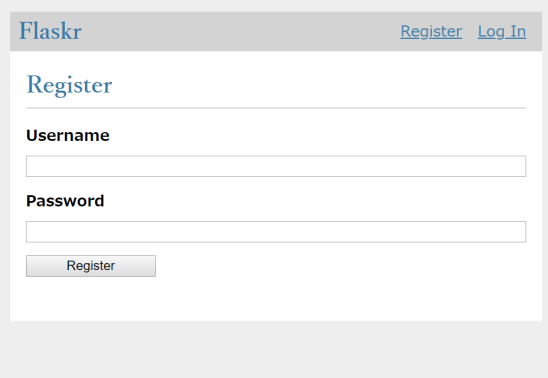 Flaskr Register Log In
Register
Username
Password
Register